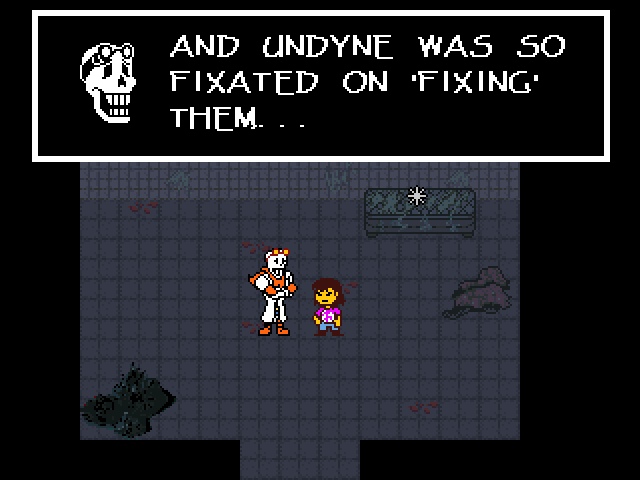 AND UNDYNE WAS SO
FIXATED ON 'FIXING'
THEM...